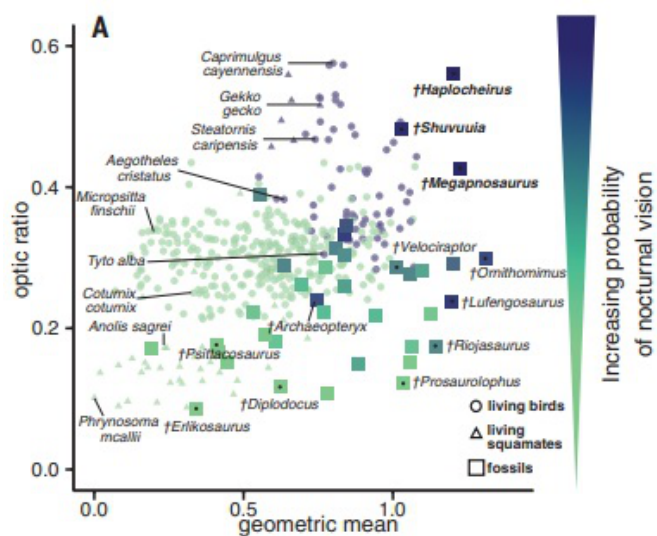 A
0.6
0.4
0.2
0.0
optic ratio
Caprimulgus
cayennensis
Gekko
gecko
Steatornis
caripensis
Aegotheles
cristatus
Micropsitta
finschii
Tyto alba
Coturnix
coturnix
Anolis sagrei
†Psittacosaurus
Phrynosoma
mcallii
†Erlikosaurus
†Diplodocus
†Archaeopteryx
†Haplocheirus
†Shuvuuia
†Megapnosaurus
†Velociraptor
†Ornithomimus
†Lufengosaurus
†Riojasaurus
†Prosaurolophus
living birds
living
squamates
fossils
0.0
0.5
1.0
geometric mean
Increasing probability
of nocturnal vision